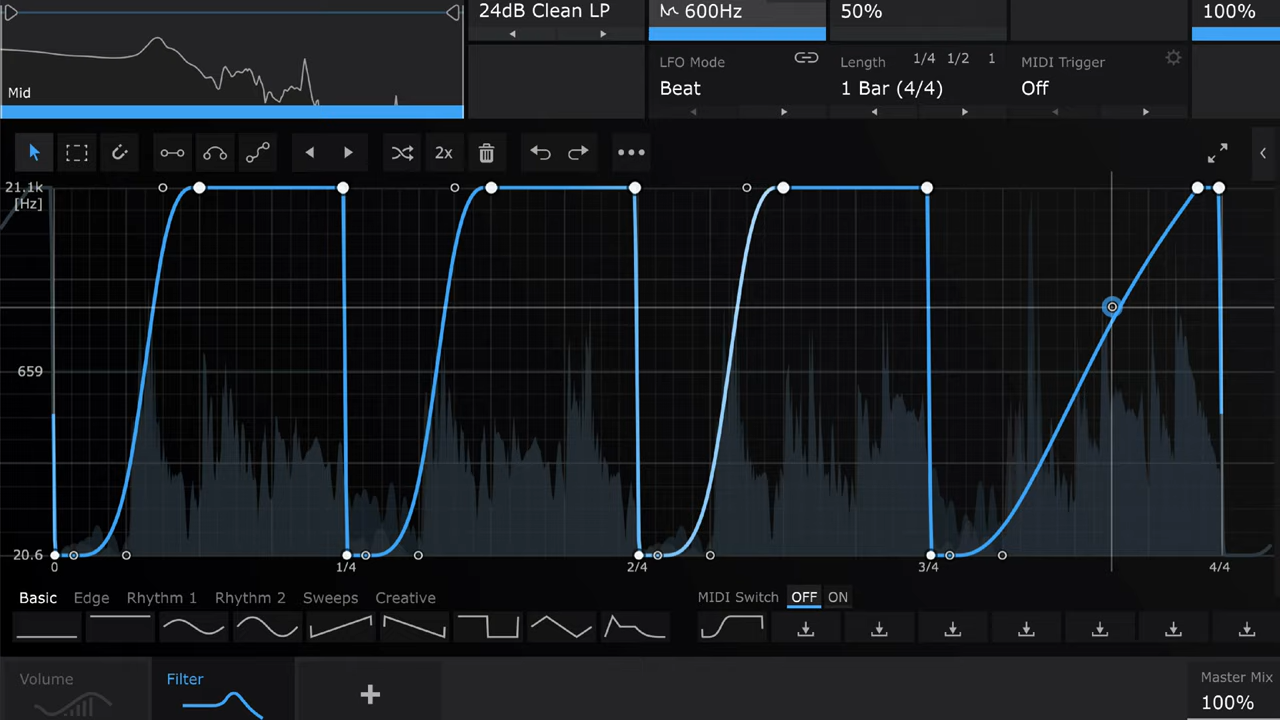 24dB Clean LP
600Hz
50%
100%
Mid
LFO Mode
Beat
Length
1/4 1/2 1
1 Bar (4/4)
MIDI Trigger
Off
2x
21.1k
[Hz]
659
20.6
0 1/4 2/4 3/4 4/4
Basic Edge Rhythm 1 Rhythm 2 Sweeps Creative
MIDI Switch OFF ON
Volume
Filter
+
Master Mix
100%